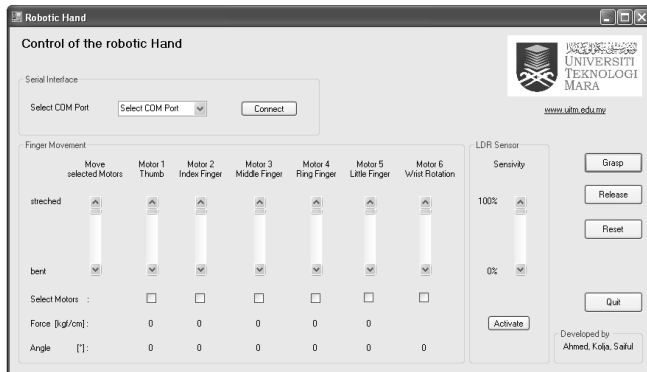 Robotic Hand
Control of the robotic Hand
UNIVERSITI
TEKNOLOGI
MARA
www.uitm.edu.my
Serial Interface
Select COM Port
Select COM Port
Connect
Finger Movement
Move
selected Motors
Motor 1
Thumb
Motor 2
Index Finger
Motor 3
Middle Finger
Motor 4
Ring Finger
Motor 5
Little Finger
Motor 6
Wrist Rotation
streched
bent
Select Motors :
Force [kgf/cm] : 0 0 0 0 0
Angle [°] : 0 0 0 0 0 0
LDR Sensor
Sensivity
100%
0%
Activate
Grasp
Release
Reset
Quit
Developed by
Ahmed, Kolja, Saiful